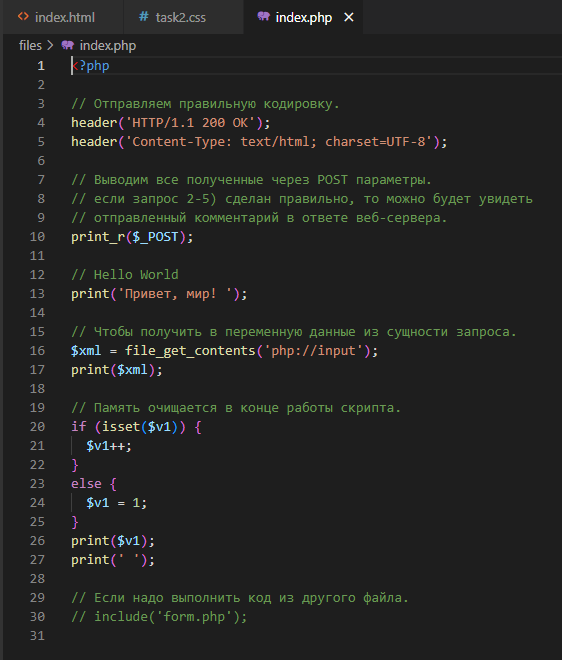 index.html task2.css index.php
files > index.php
1 <?php
2
3 // Отправляем правильную кодировку.
4 header('HTTP/1.1 200 OK');
5 header('Content-Type: text/html; charset=UTF-8');
6
7 // Выводим все полученные через POST параметры.
8 // если запрос 2-5) сделан правильно, то можно будет увидеть
9 // отправленный комментарий в ответе веб-сервера.
10 print_r($_POST);
11
12 // Hello World
13 print('Привет, мир! ');
14
15 // Чтобы получить в переменную данные из сущности запроса.
16 $xml = file_get_contents('php://input');
17 print($xml);
18
19 // Память очищается в конце работы скрипта.
20 if (isset($v1)) {
21   $v1++;
22 }
23 else {
24   $v1 = 1;
25 }
26 print($v1);
27 print(' ');
28
29 // Если надо выполнить код из другого файла.
30 // include('form.php');
31